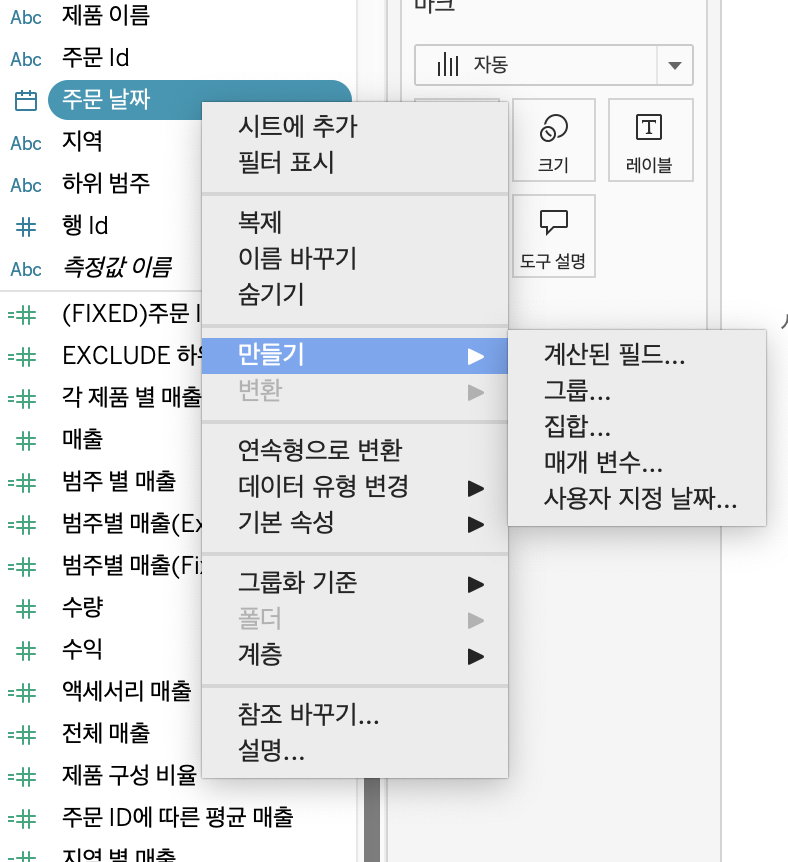 Abc 제품 이름
Abc 주문 Id
주문 날짜
Abc 지역
Abc 하위 범주
행 Id
Abc 측정값 이름
(FIXED)주문 I
EXCLUDE 하위
각 제품 별 매출
매출
범주 별 매출
범주별 매출(Ex
범주별 매출(Fi
수량
수익
액세서리 매출
전체 매출
제품 구성 비율
주문 ID에 따른 평균 매출
지역 별 매출
시트에 추가
필터 표시
복제
이름 바꾸기
숨기기
만들기
변환
연속형으로 변환
데이터 유형 변경
기본 속성
그룹화 기준
폴더
계층
참조 바꾸기...
설명...
계산된 필드...
그룹...
집합...
매개 변수...
사용자 지정 날짜...
마크
자동
크기
T
레이블
도구 설명